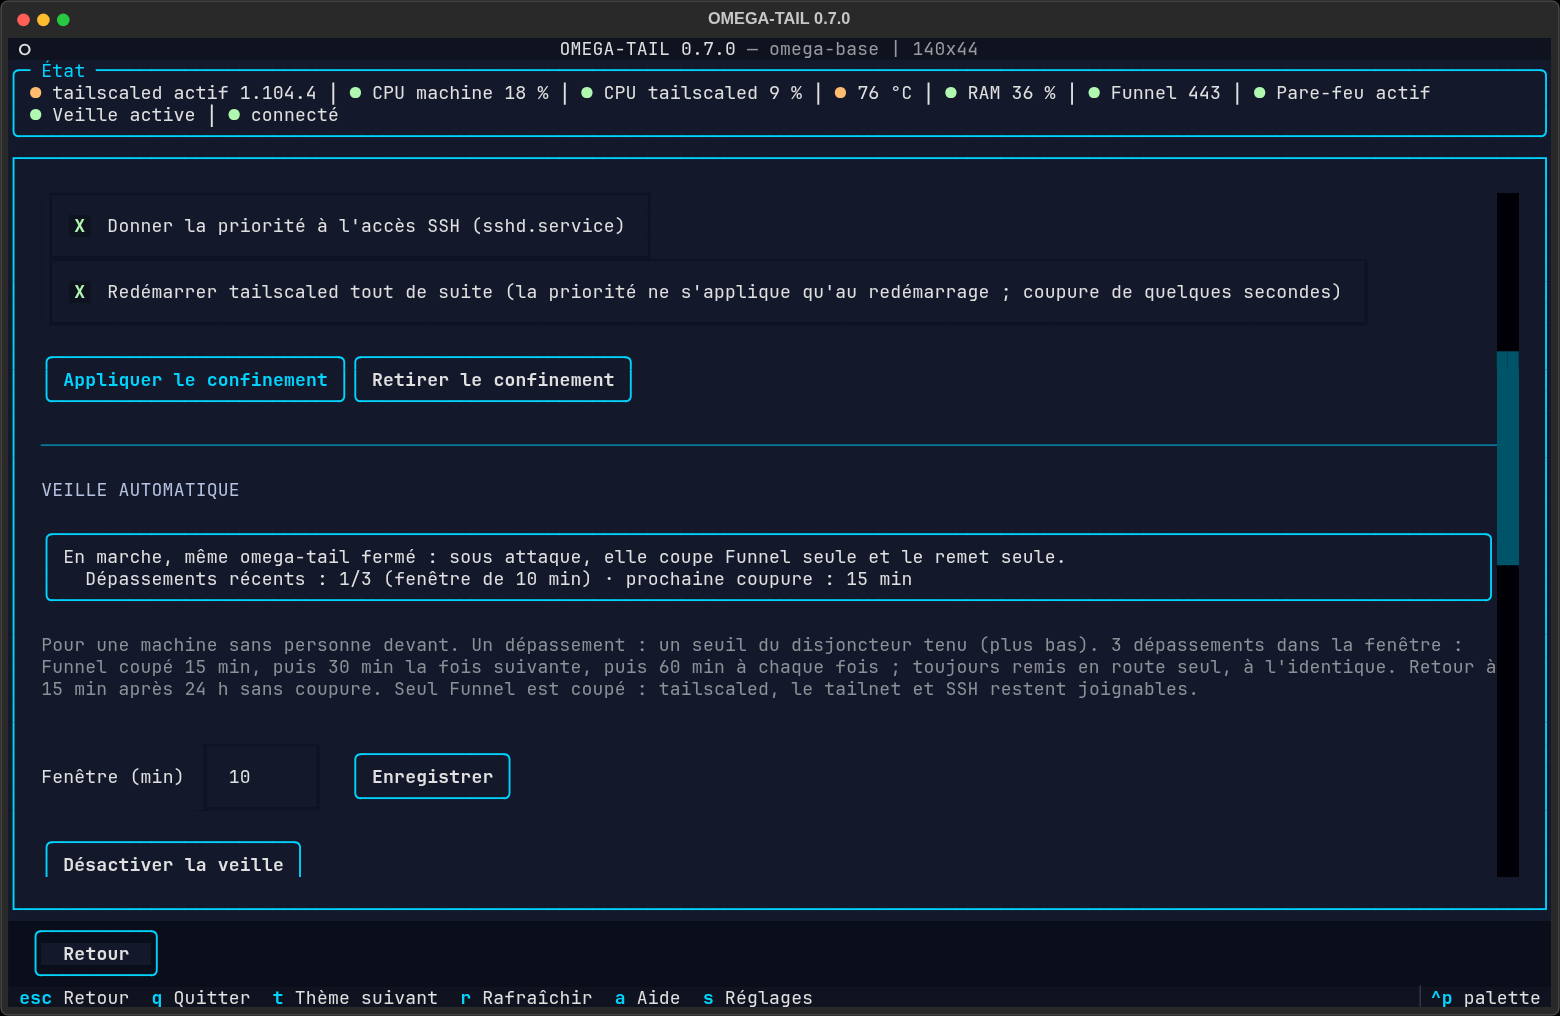 OMEGA-TAIL 0.7.0
OMEGA-TAIL 0.7.0 — omega-base | 140x44
État
tailscaled actif 1.104.4 │ ● CPU machine 18 % │ ● CPU tailscaled 9 % │ ● 76 °C │ ● RAM 36 % │ ● Funnel 443 │ ● Pare-feu actif
Veille active │ ● connecté
X Donner la priorité à l'accès SSH (sshd.service)
X Redémarrer tailscaled tout de suite (la priorité ne s'applique qu'au redémarrage ; coupure de quelques secondes)
Appliquer le confinement Retirer le confinement
VEILLE AUTOMATIQUE
En marche, même omega-tail fermé : sous attaque, elle coupe Funnel seule et le remet seule.
Dépassements récents : 1/3 (fenêtre de 10 min) · prochaine coupure : 15 min
Pour une machine sans personne devant. Un dépassement : un seuil du disjoncteur tenu (plus bas). 3 dépassements dans la fenêtre :
Funnel coupé 15 min, puis 30 min la fois suivante, puis 60 min à chaque fois ; toujours remis en route seul, à l'identique. Retour à
15 min après 24 h sans coupure. Seul Funnel est coupé : tailscaled, le tailnet et SSH restent joignables.
Fenêtre (min) 10 Enregistrer
Désactiver la veille
Retour
esc Retour q Quitter t Thème suivant r Rafraîchir a Aide s Réglages ^p palette